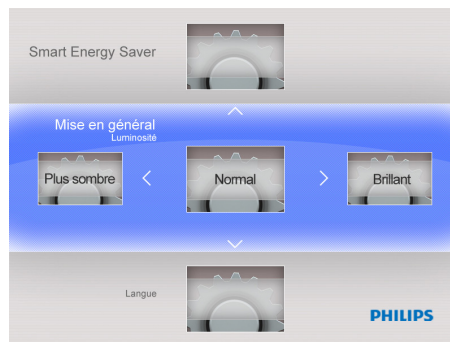 Smart Energy Saver
Mise en général
Luminosité
Plus sombre
Normal
Brillant
Langue
PHILIPS